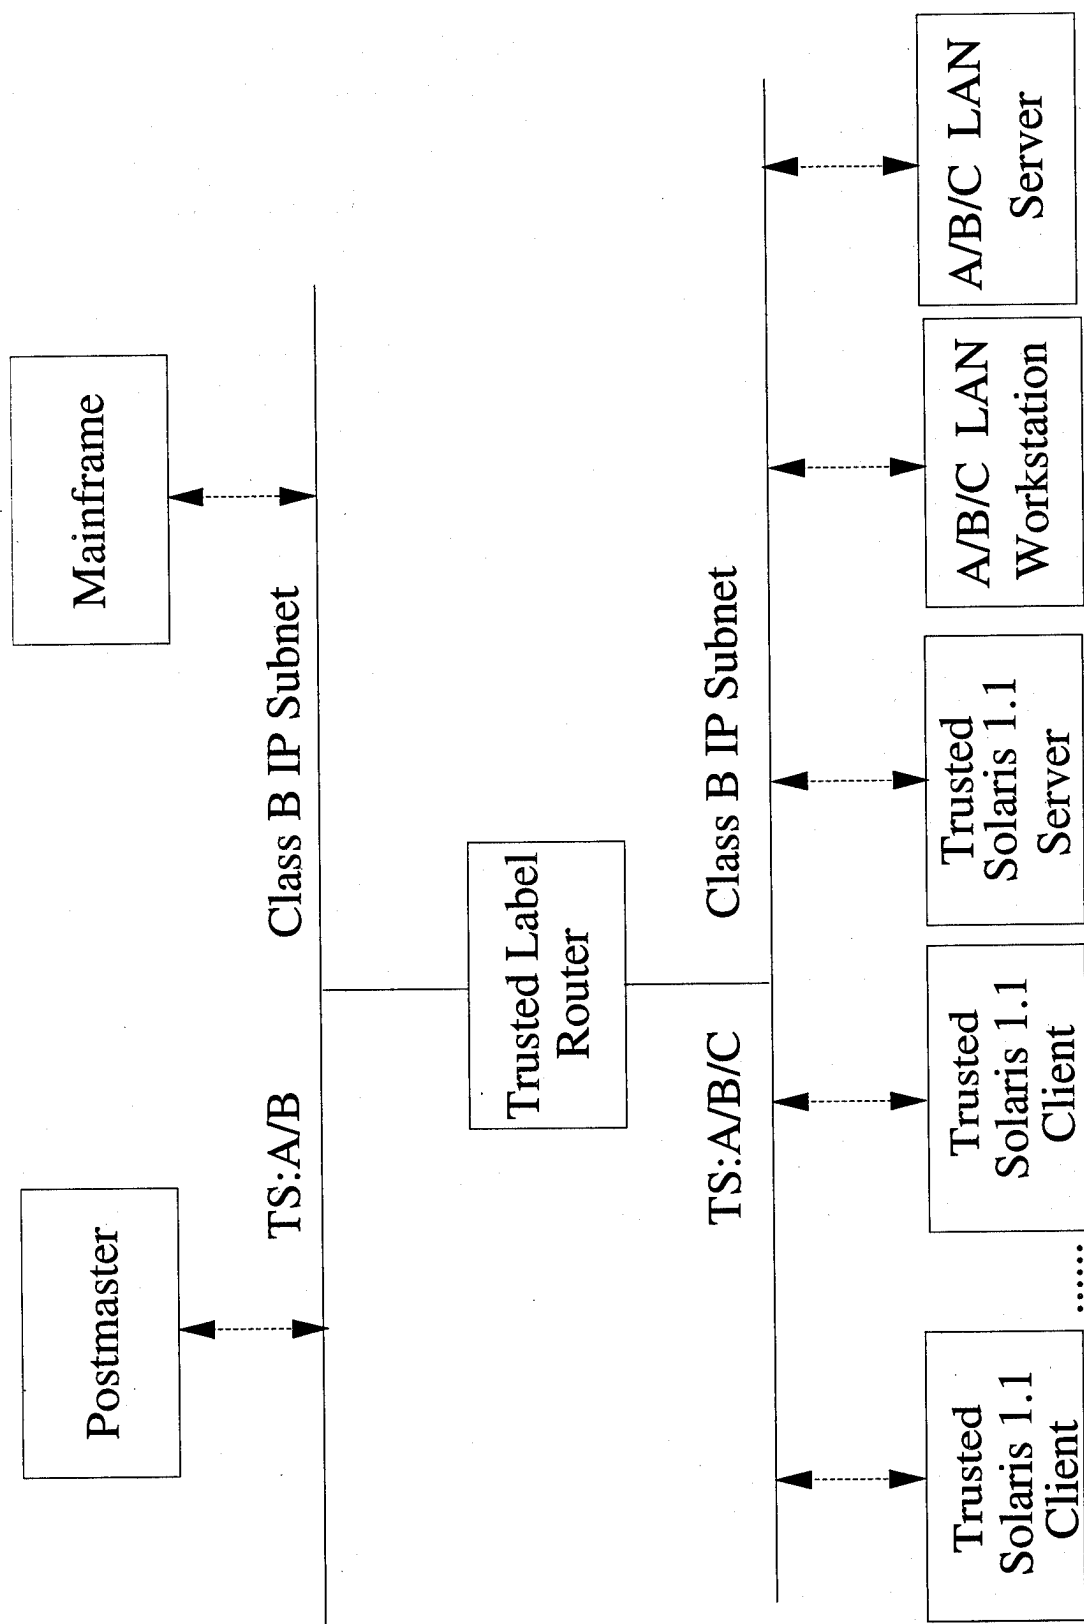 Postmaster
Mainframe
TS:A/B
Class B IP Subnet
Trusted Label
Router
TS:A/B/C
Class B IP Subnet
Trusted
Solaris 1.1
Client
......
Trusted
Solaris 1.1
Client
Trusted
Solaris 1.1
Server
A/B/C LAN
Workstation
A/B/C LAN
Server